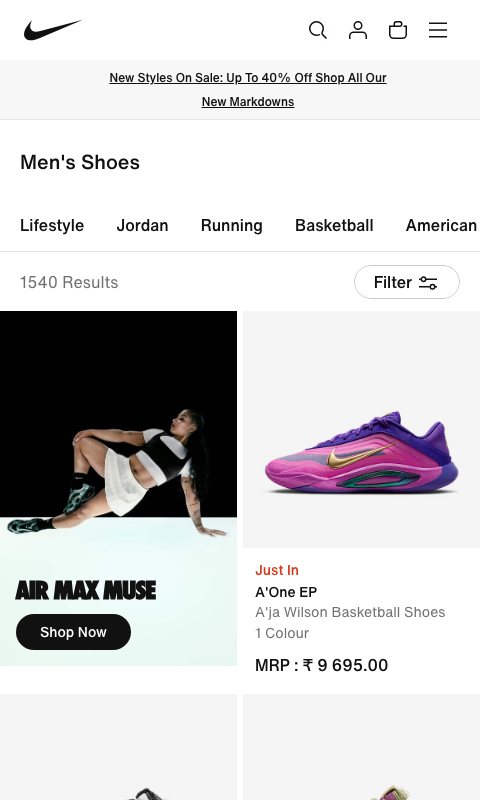 New Styles On Sale: Up To 40% Off Shop All Our
New Markdowns
Men's Shoes
Lifestyle Jordan Running Basketball American
1540 Results
Filter
AIR MAX MUSE
Shop Now
Just In
A'One EP
A'ja Wilson Basketball Shoes
1 Colour
MRP : ₹ 9 695.00